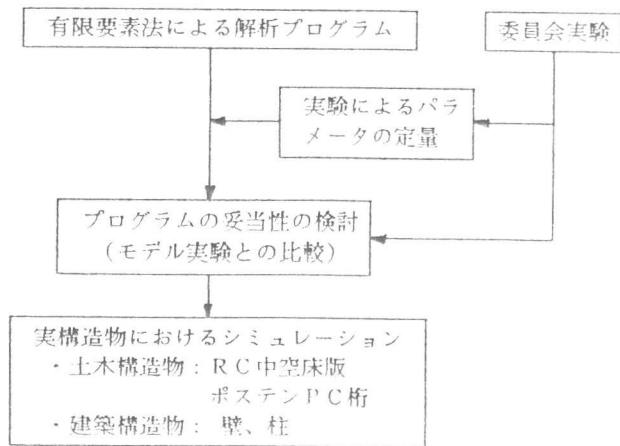 有限要素法による解析プログラム
委員会実験
実験によるパラ
メータの定量
プログラムの妥当性の検討
(モデル実験との比較)
実構造物におけるシミュレーション
・土木構造物：ＲＣ中空床版
ポステンＰＣ桁
・建築構造物： 壁、柱